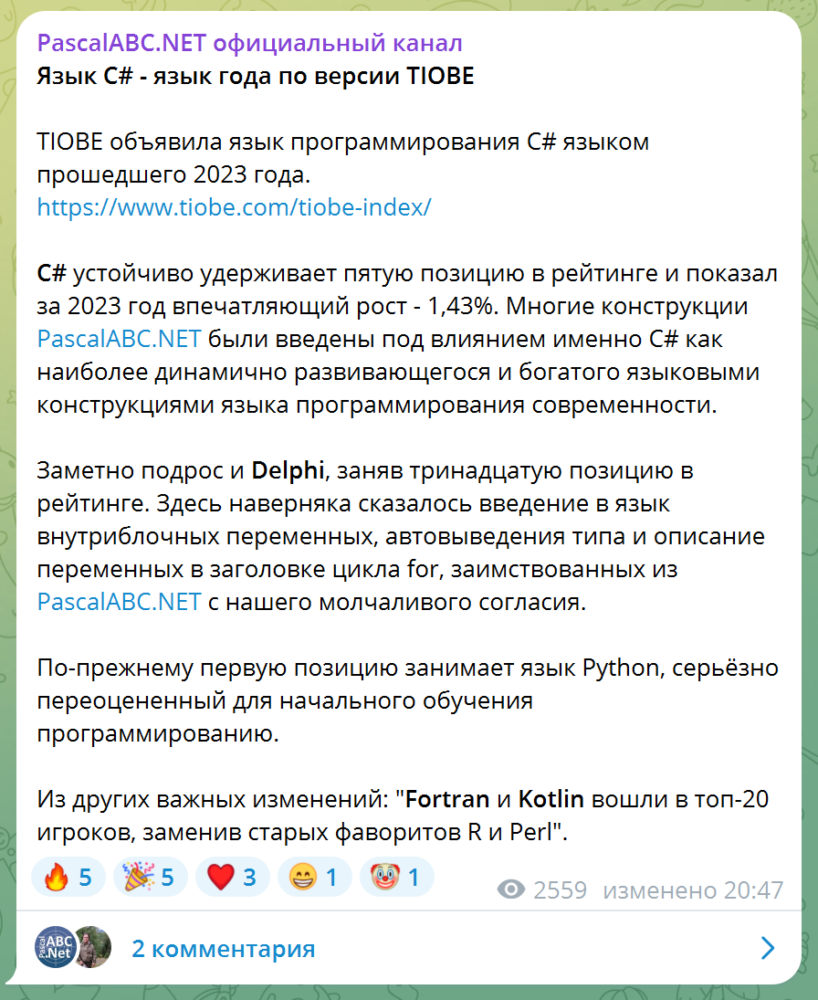 PascalABC.NET официальный канал
Язык C# - язык года по версии TIOBE
TIOBE объявила язык программирования C# языком
прошедшего 2023 года.
https://www.tiobe.com/tiobe-index/
C# устойчиво удерживает пятую позицию в рейтинге и показал
за 2023 год впечатляющий рост - 1,43%. Многие конструкции
PascalABC.NET были введены под влиянием именно C# как
наиболее динамично развивающегося и богатого языковыми
конструкциями языка программирования современности.
Заметно подрос и Delphi, заняв тринадцатую позицию в
рейтинге. Здесь наверняка сказалось введение в язык
внутриблочных переменных, автовыведения типа и описание
переменных в заголовке цикла for, заимствованных из
PascalABC.NET с нашего молчаливого согласия.
По-прежнему первую позицию занимает язык Python, серьёзно
переоцененный для начального обучения
программированию.
Из других важных изменений: "Fortran и Kotlin вошли в топ-20
игроков, заменив старых фаворитов R и Perl".
🔥 5 🎉 5 ❤ 3 😁 1 🤡 1
2559 изменено 20:47
Pascal ABC .Net
2 комментария